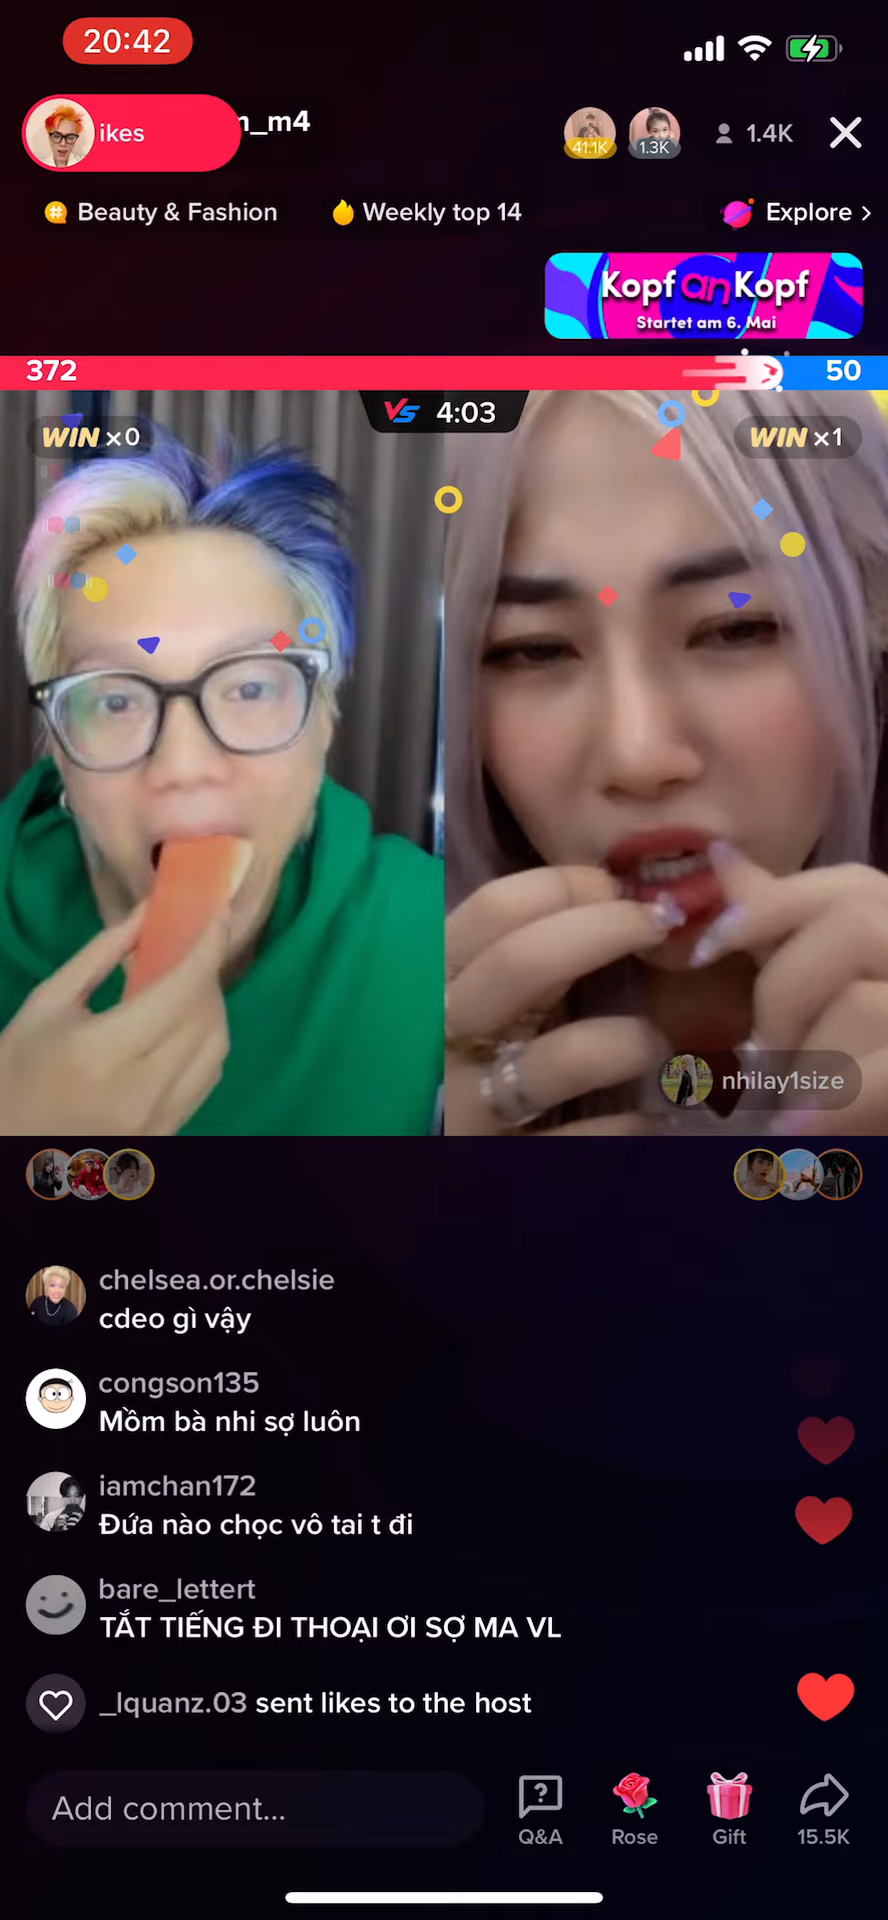 20:42
ikes
n_m4
41.1K
1.3K
1.4K
Beauty & Fashion
Weekly top 14
Explore >
Kopf an Kopf
Startet am 6. Mai
372
50
VS 4:03
WIN ×0
WIN ×1
nhilay1size
chelsea.or.chelsie
cdeo gì vậy
congson135
Mồm bà nhi sợ luôn
iamchan172
Đứa nào chọc vô tai t đi
bare_lettert
TẮT TIẾNG ĐI THOẠI ƠI SỢ MA VL
_lquanz.03 sent likes to the host
Add comment...
Q&A
Rose
Gift
15.5K